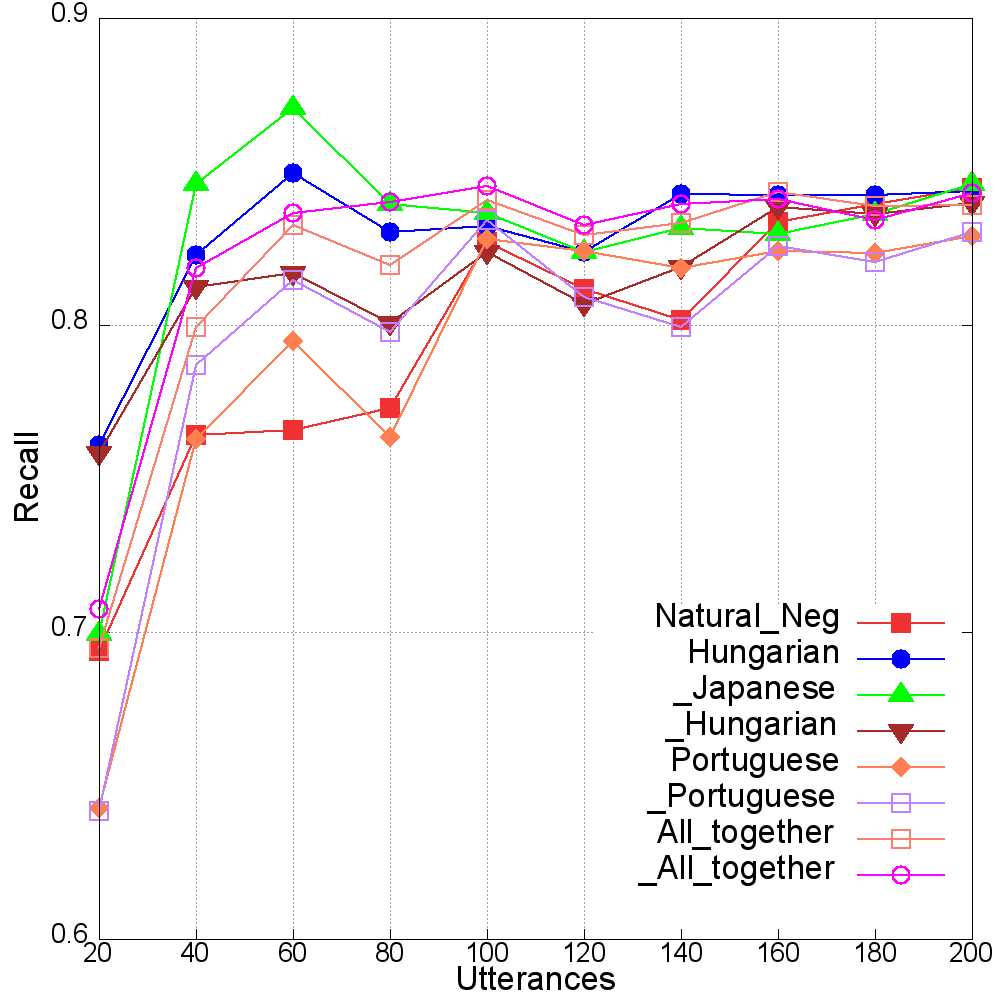 0.9
0.8
0.7
0.6
Recall
20 40 60 80 100 120 140 160 180 200
Utterances
Natural_Neg
Hungarian
_Japanese
_Hungarian
Portuguese
_Portuguese
All_together
_All_together